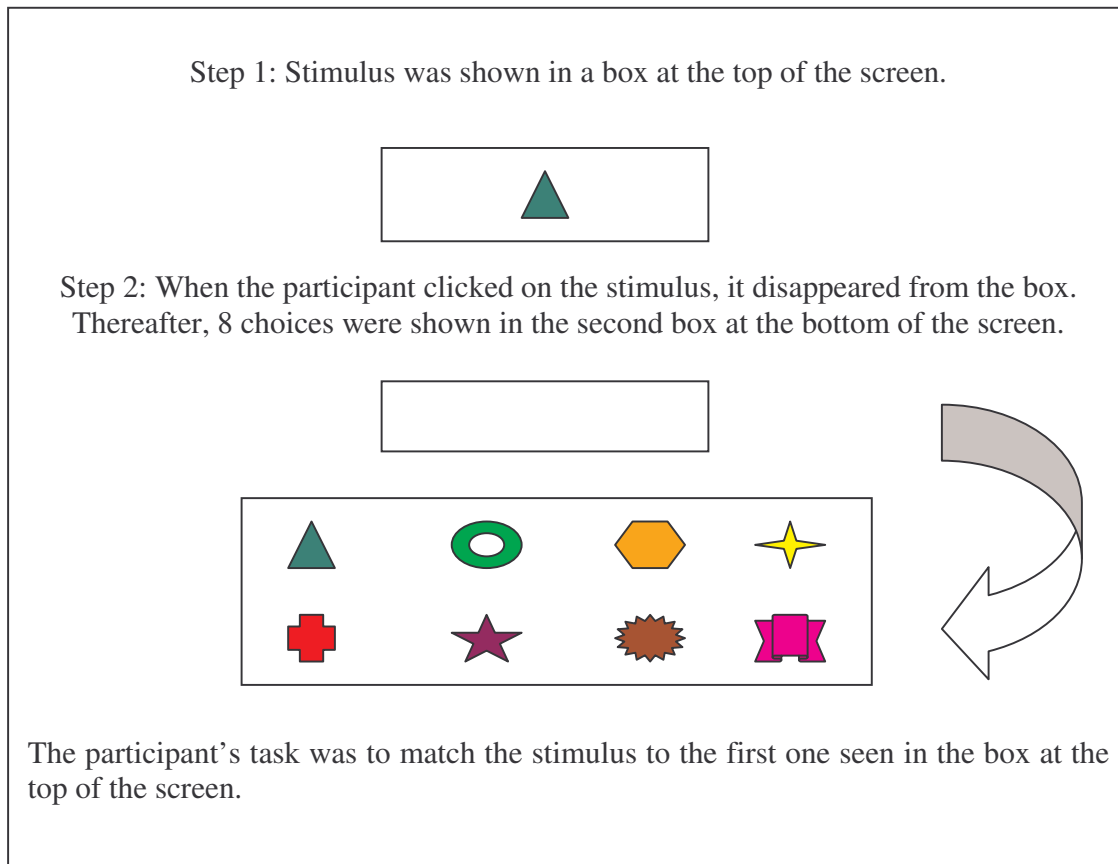 Step 1: Stimulus was shown in a box at the top of the screen.
Step 2: When the participant clicked on the stimulus, it disappeared from the box.
Thereafter, 8 choices were shown in the second box at the bottom of the screen.
The participant’s task was to match the stimulus to the first one seen in the box at the
top of the screen.